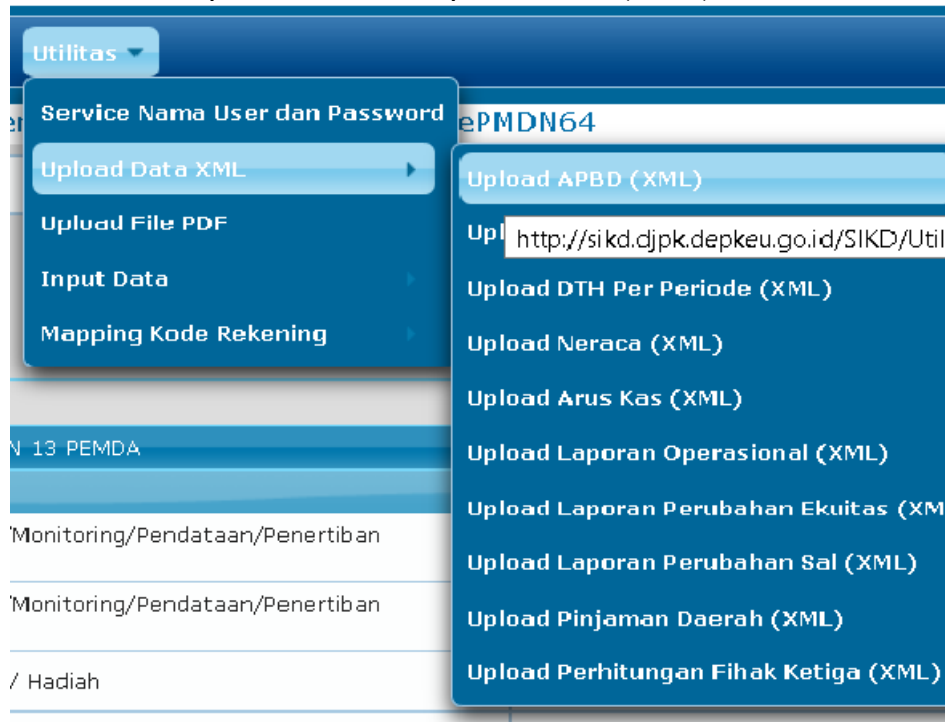 Utilitas
Service Nama User dan Password
ePMDN64
Upload Data XML
Upload APBD (XML)
Upload File PDF
Upl
http://sikd.djpk.depkeu.go.id/SIKD/Util
Input Data
Upload DTH Per Periode (XML)
Mapping Kode Rekening
Upload Neraca (XML)
Upload Arus Kas (XML)
N 13 PEMDA
Upload Laporan Operasional (XML)
Upload Laporan Perubahan Ekuitas (XM
/Monitoring/Pendataan/Penertiban
Upload Laporan Perubahan Sal (XML)
/Monitoring/Pendataan/Penertiban
Upload Pinjaman Daerah (XML)
/ Hadiah
Upload Perhitungan Fihak Ketiga (XML)